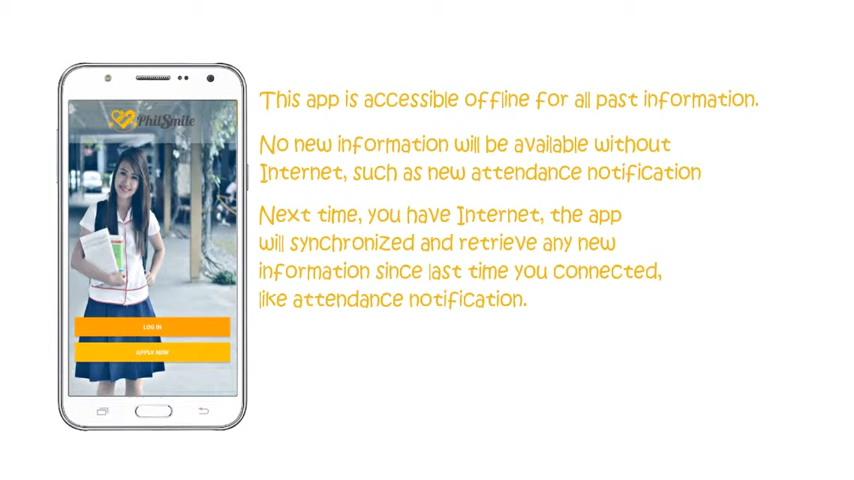 PhilSmile
LOG IN
APPLY NOW
This app is accessible offline for all past information.
No new information will be available without
Internet, such as new attendance notification
Next time, you have Internet, the app
will synchronized and retrieve any new
information since last time you connected,
like attendance notification.